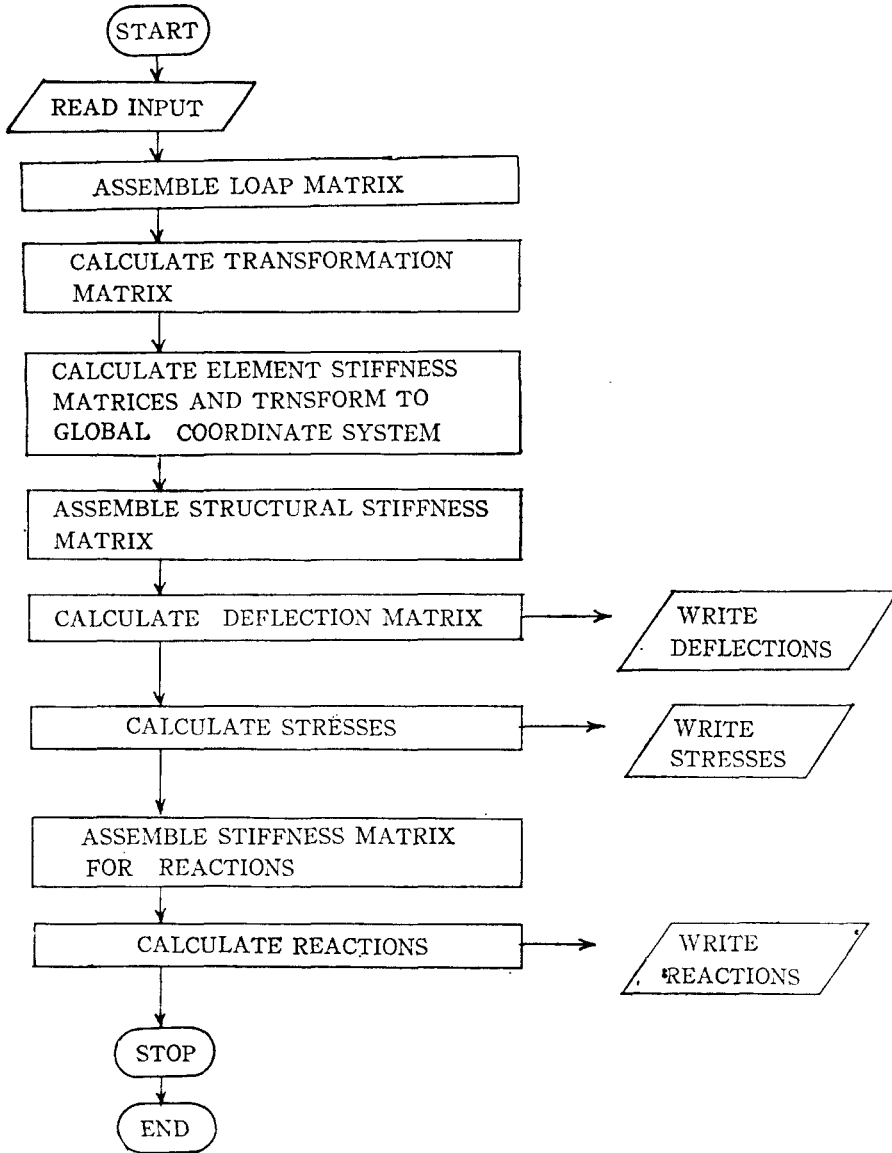 START
READ INPUT
ASSEMBLE LOAP MATRIX
CALCULATE TRANSFORMATION
MATRIX
CALCULATE ELEMENT STIFFNESS
MATRICES AND TRNSFORM TO
GLOBAL COORDINATE SYSTEM
ASSEMBLE STRUCTURAL STIFFNESS
MATRIX
CALCULATE DEFLECTION MATRIX
WRITE
DEFLECTIONS
CALCULATE STRESSES
WRITE
STRESSES
ASSEMBLE STIFFNESS MATRIX
FOR REACTIONS
CALCULATE REACTIONS
WRITE
REACTIONS
STOP
END